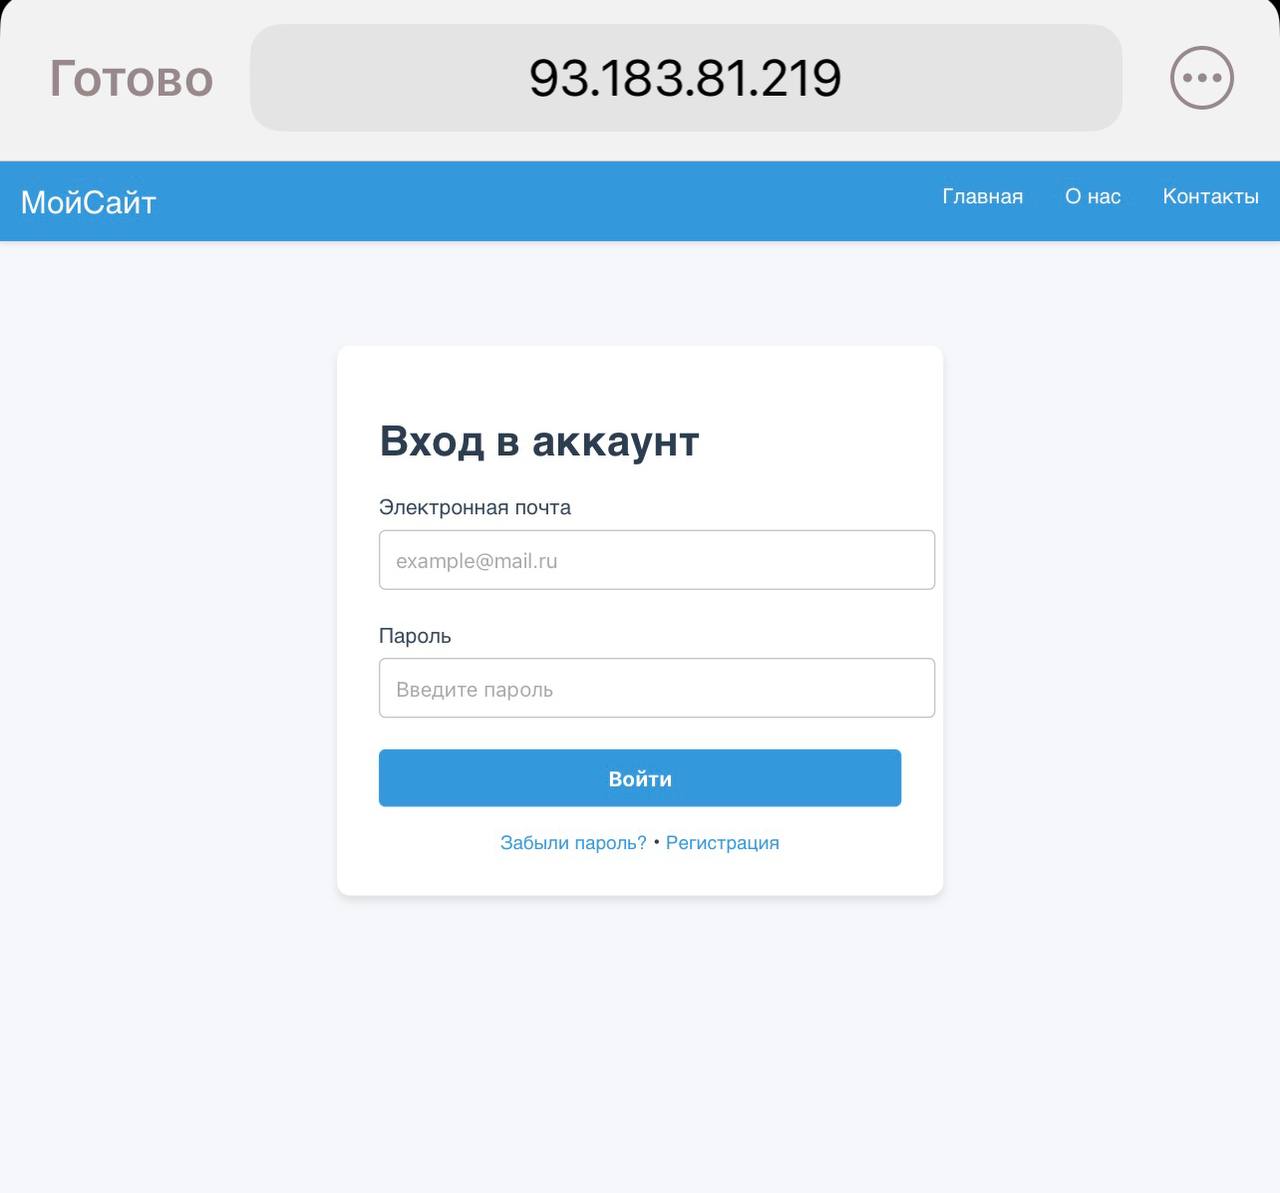 Готово 93.183.81.219
МойСайт Главная О нас Контакты
Вход в аккаунт
Электронная почта
example@mail.ru
Пароль
Введите пароль
Войти
Забыли пароль? • Регистрация